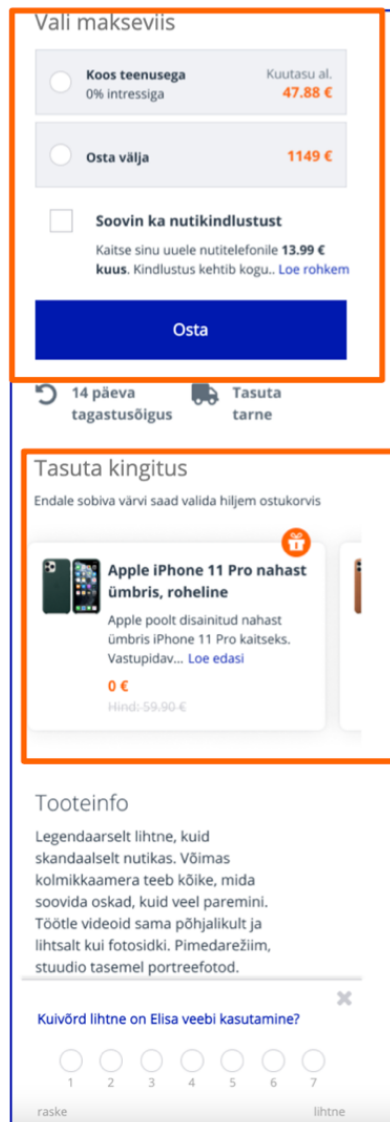 Vali makseviis
Koos teenusega
Kuutasu al.
0% intressiga
47.88 €
Osta välja
1149 €
Soovin ka nutikindlustust
Kaitse sinu uuele nutitelefonile 13.99 €
kuus. Kindlustus kehtib kogu.. Loe rohkem
Osta
14 päeva
tagastusõigus
Tasuta
tarne
Tasuta kingitus
Endale sobiva värvi saad valida hiljem ostukorvis
Apple iPhone 11 Pro nahast
ümbris, roheline
Apple poolt disainitud nahast
ümbris iPhone 11 Pro kaitseks.
Vastupidav... Loe edasi
0 €
Hind: 59.90 €
Tooteinfo
Legendaarselt lihtne, kuid
skandaalselt nutikas. Võimas
kolmikkaamera teeb kõike, mida
soovida oskad, kuid veel paremini.
Töötle videoid sama põhjalikult ja
lihtsalt kui fotosidki. Pimedarežiim,
stuudio tasemel portreefotod.
Kuivõrd lihtne on Elisa veebi kasutamine?
1 2 3 4 5 6 7
raske lihtne